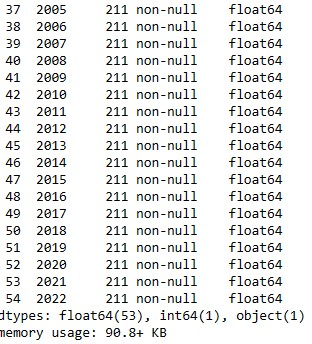 37 2005 211 non-null float64
38 2006 211 non-null float64
39 2007 211 non-null float64
40 2008 211 non-null float64
41 2009 211 non-null float64
42 2010 211 non-null float64
43 2011 211 non-null float64
44 2012 211 non-null float64
45 2013 211 non-null float64
46 2014 211 non-null float64
47 2015 211 non-null float64
48 2016 211 non-null float64
49 2017 211 non-null float64
50 2018 211 non-null float64
51 2019 211 non-null float64
52 2020 211 non-null float64
53 2021 211 non-null float64
54 2022 211 non-null float64
dtypes: float64(53), int64(1), object(1)
memory usage: 90.8+ KB